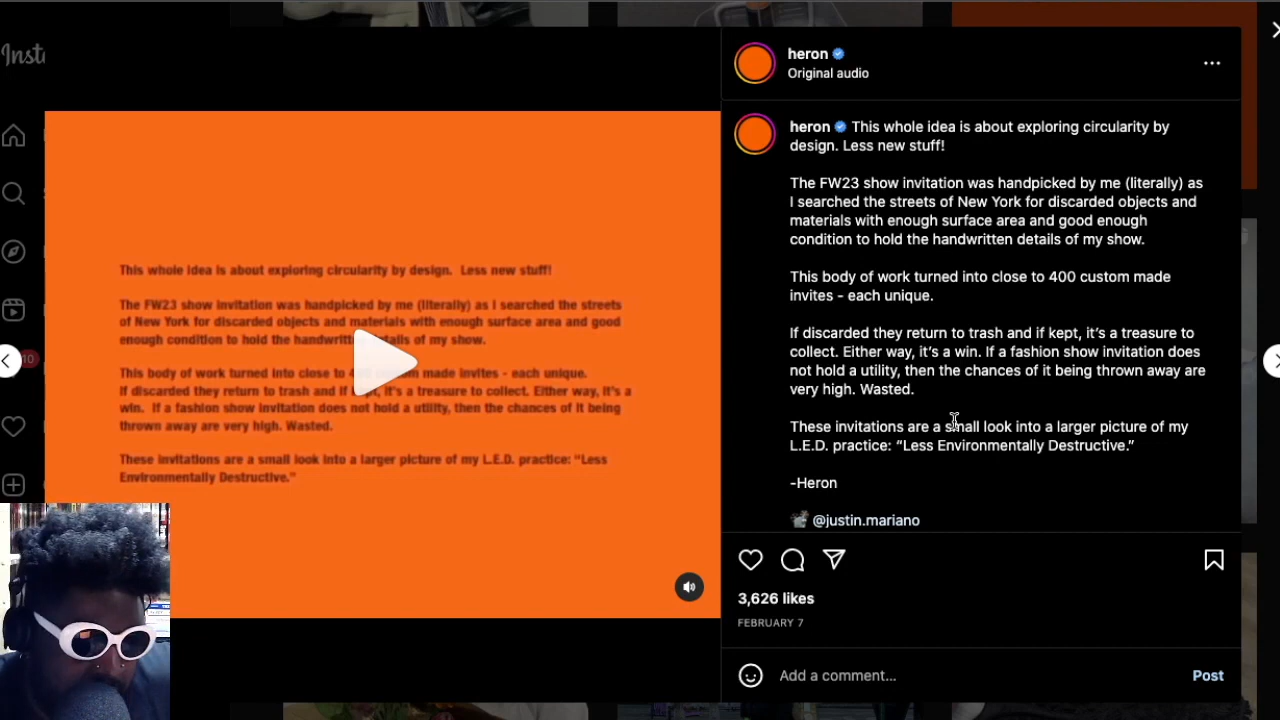 Insta
heron
Original audio
heron This whole idea is about exploring circularity by
design. Less new stuff!
The FW23 show invitation was handpicked by me (literally) as
I searched the streets of New York for discarded objects and
materials with enough surface area and good enough
condition to hold the handwritten details of my show.
This body of work turned into close to 400 custom made
invites - each unique.
If discarded they return to trash and if kept, it's a treasure to
collect. Either way, it's a win. If a fashion show invitation does
not hold a utility, then the chances of it being thrown away are
very high. Wasted.
These invitations are a small look into a larger picture of my
L.E.D. practice: “Less Environmentally Destructive.”
-Heron
@justin.mariano
3,626 likes
FEBRUARY 7
Add a comment...
Post
10
This whole idea is about exploring circularity by design. Less new stuff!
The FW23 show invitation was handpicked by me (literally) as I searched the streets
of New York for discarded objects and materials with enough surface area and good
enough condition to hold the handwritten details of my show.
This body of work turned into close to made invites - each unique.
If discarded they return to trash and if it's a treasure to collect. Either way, it's a
win. If a fashion show invitation does not hold a utility, then the chances of it being
thrown away are very high. Wasted.
These invitations are a small look into a larger picture of my L.E.D. practice: "Less
Environmentally Destructive."